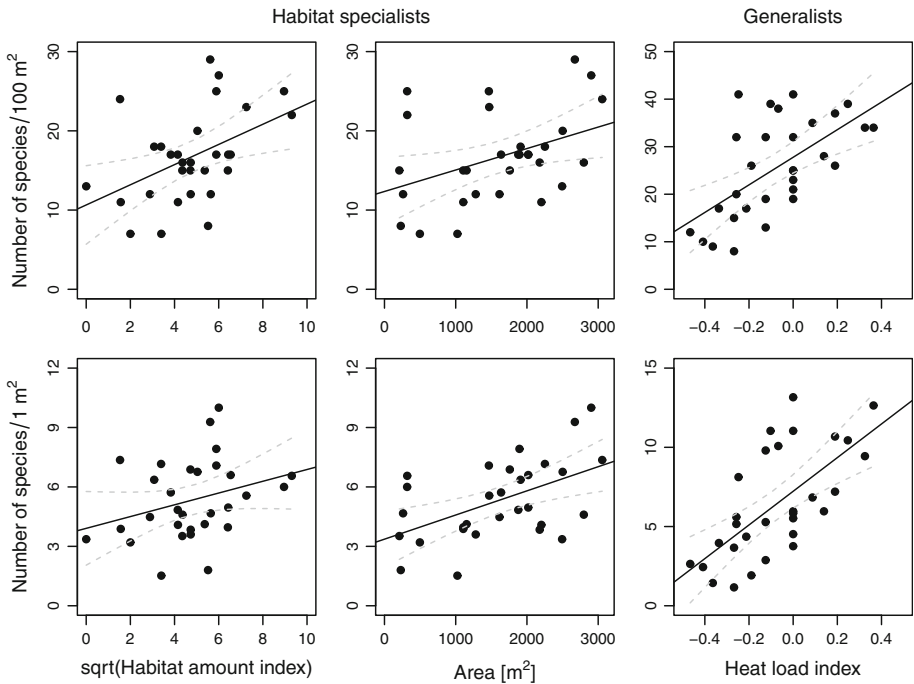 Habitat specialists
Generalists
Number of species/100 m²
0 10 20 30
0 2 4 6 8 10
0 10 20 30
0 1000 2000 3000
0 10 20 30 40 50
−0.4 −0.2 0.0 0.2 0.4
Number of species/1 m²
0 3 6 9 12
0 2 4 6 8 10
sqrt(Habitat amount index)
0 3 6 9 12
0 1000 2000 3000
Area [m²]
0 5 10 15
−0.4 −0.2 0.0 0.2 0.4
Heat load index